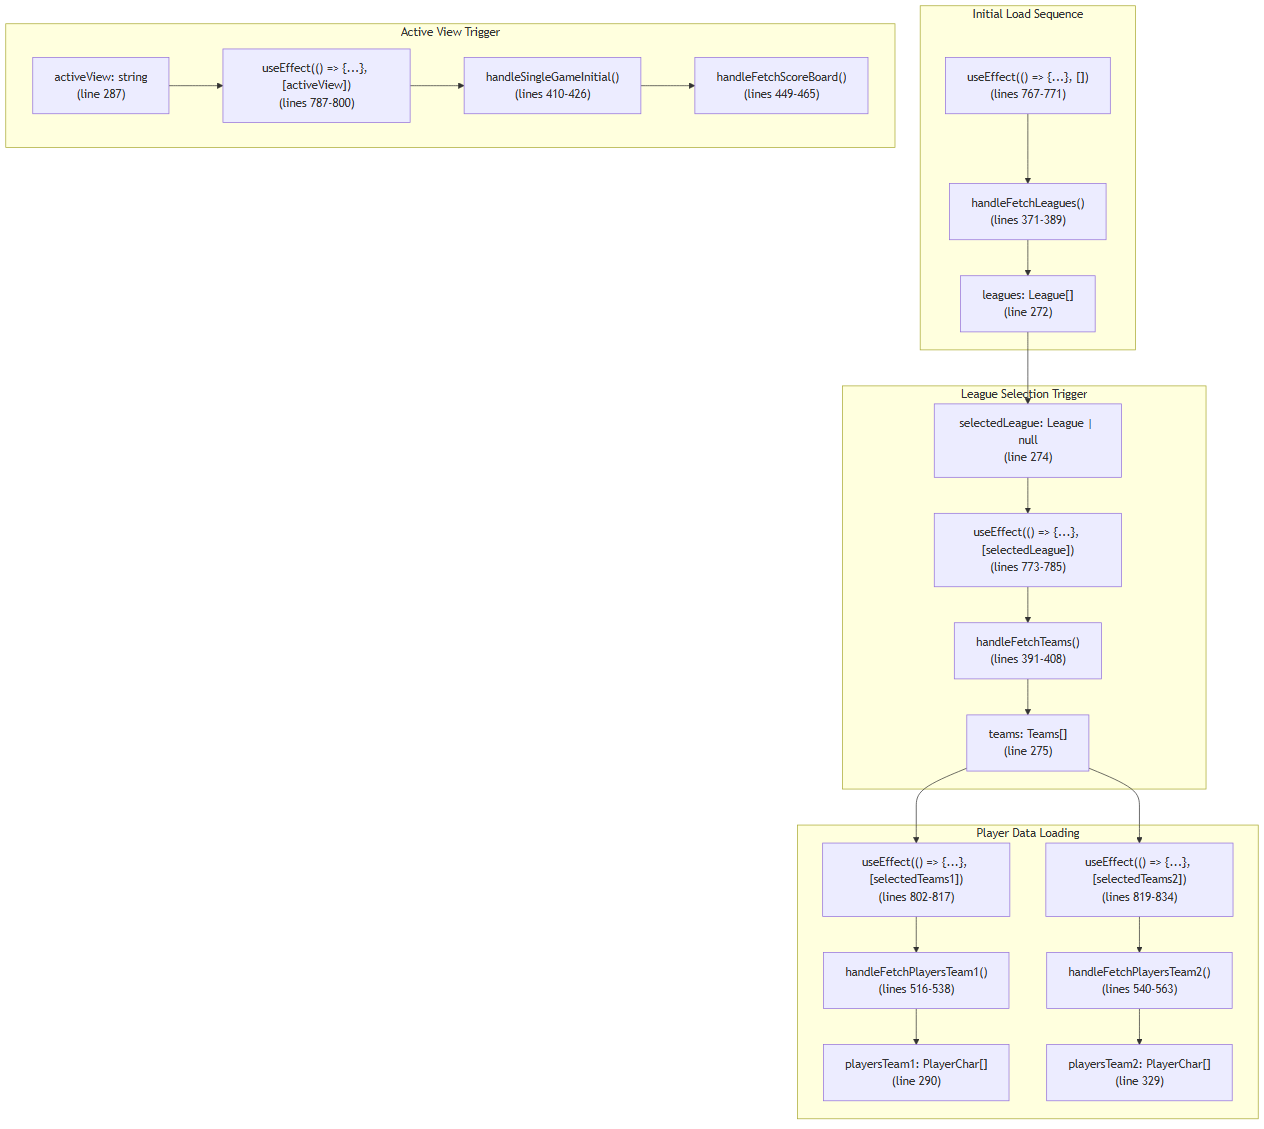 Active View Trigger
activeView: string
(line 287)
useEffect(() => {...},
[activeView])
(lines 787-800)
handleSingleGameInitial()
(lines 410-426)
handleFetchScoreBoard()
(lines 449-465)
Initial Load Sequence
useEffect(() => {...}, [])
(lines 767-771)
handleFetchLeagues()
(lines 371-389)
leagues: League[]
(line 272)
League Selection Trigger
selectedLeague: League |
null
(line 274)
useEffect(() => {...},
[selectedLeague])
(lines 773-785)
handleFetchTeams()
(lines 391-408)
teams: Teams[]
(line 275)
Player Data Loading
useEffect(() => {...},
[selectedTeams1])
(lines 802-817)
handleFetchPlayersTeam1()
(lines 516-538)
playersTeam1: PlayerChar[]
(line 290)
useEffect(() => {...},
[selectedTeams2])
(lines 819-834)
handleFetchPlayersTeam2()
(lines 540-563)
playersTeam2: PlayerChar[]
(line 329)